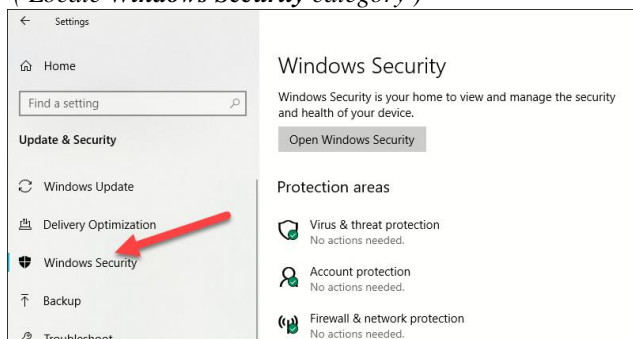 ( Locate Windows Security category )
Settings
Home
Find a setting
Update & Security
Windows Update
Delivery Optimization
Windows Security
Backup
Troubleshoot
Windows Security
Windows Security is your home to view and manage the security
and health of your device.
Open Windows Security
Protection areas
Virus & threat protection
No actions needed.
Account protection
No actions needed.
Firewall & network protection
No actions needed.